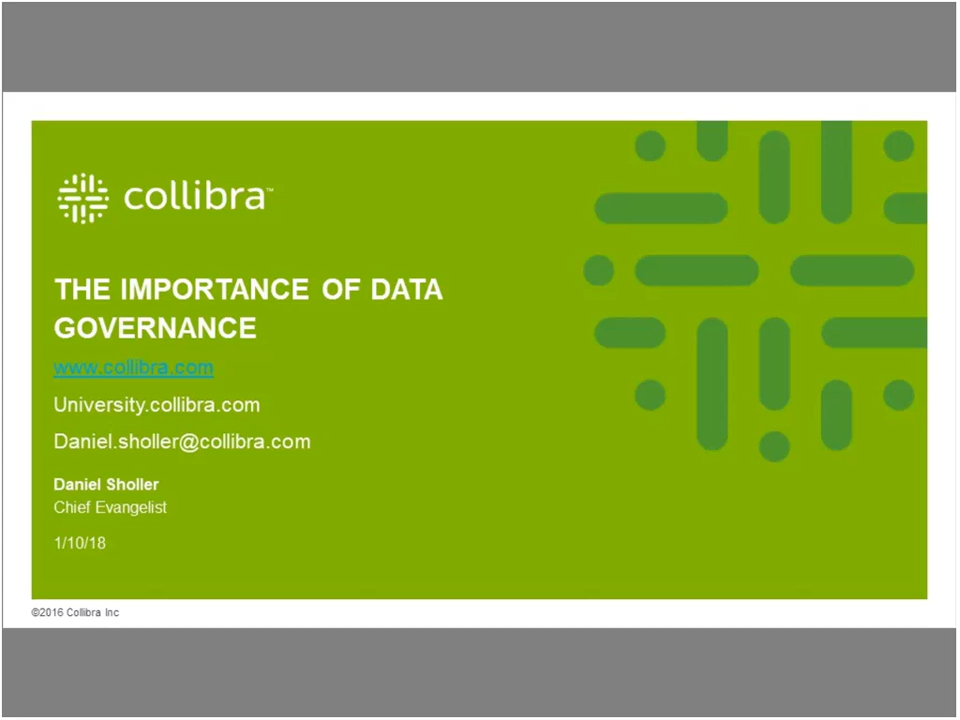 collibra™
THE IMPORTANCE OF DATA
GOVERNANCE
www.collibra.com
University.collibra.com
Daniel.sholler@collibra.com
Daniel Sholler
Chief Evangelist
1/10/18
©2016 Collibra Inc